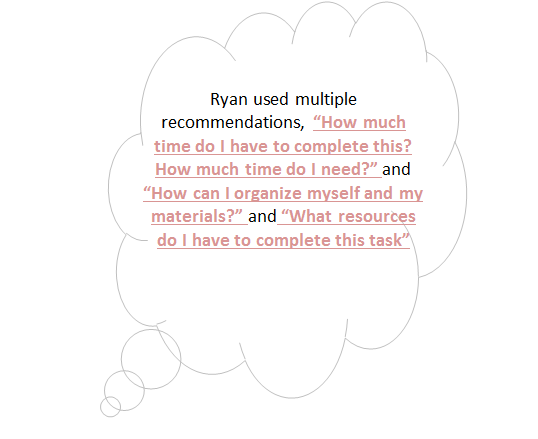 Ryan used multiple
recommendations, “How much
time do I have to complete this?
How much time do I need?” and
“How can I organize myself and my
materials?” and “What resources
do I have to complete this task”